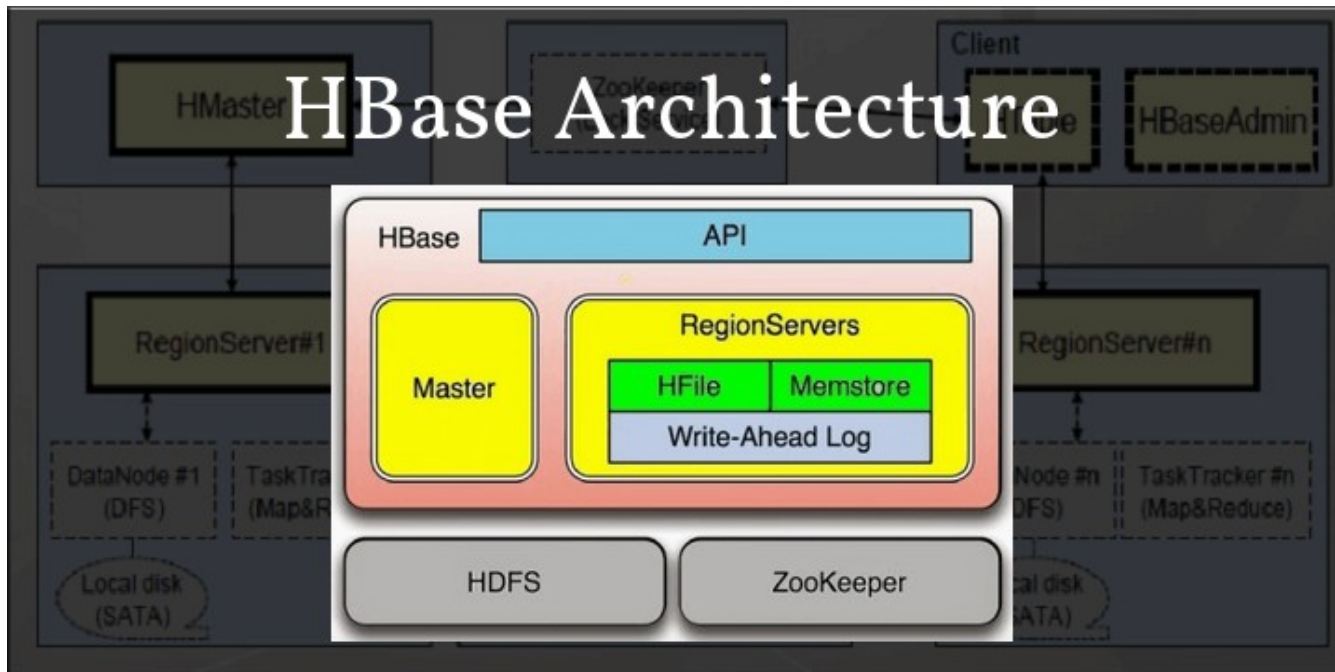 HBase Architecture
HMaster
ZooKeeper
Client
HBaseAdmin
HBase
API
RegionServer#1
Master
RegionServers
HFile
Memstore
Write-Ahead Log
RegionServer#n
DataNode #1
(DFS)
TaskTracker #n
(Map&Reduce)
Local disk
(SATA)
HDFS
ZooKeeper